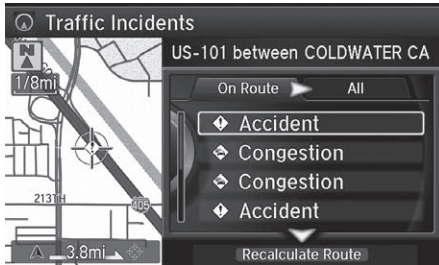 Traffic Incidents
US-101 between COLDWATER CA
N
1/8mi
On Route
All
Accident
Congestion
Congestion
Accident
213TH
405
3.8mi
Recalculate Route